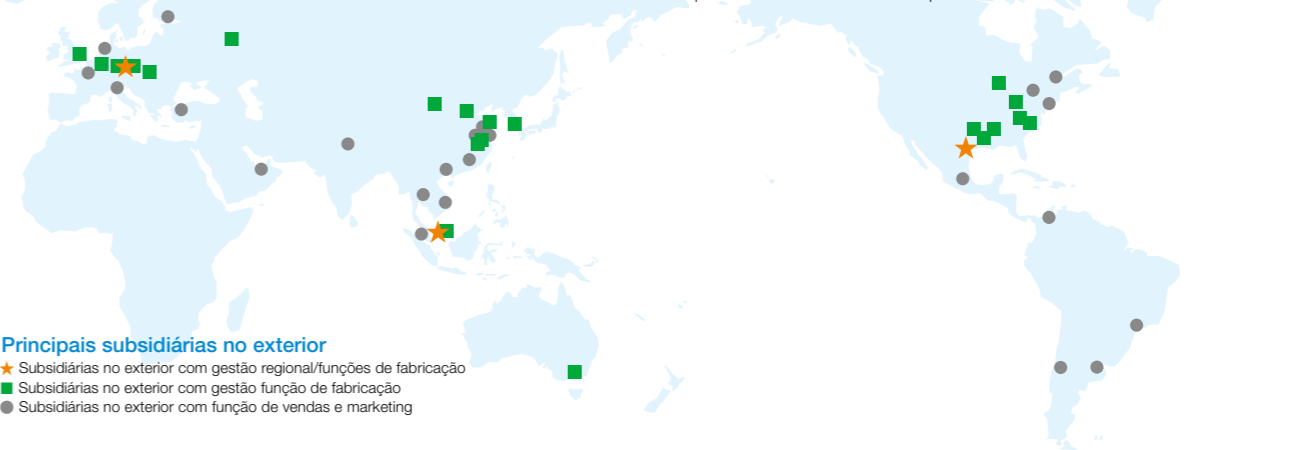 Principais subsidiárias no exterior
Subsidiárias no exterior com gestão regional/funções de fabricação
Subsidiárias no exterior com gestão função de fabricação
Subsidiárias no exterior com função de vendas e marketing